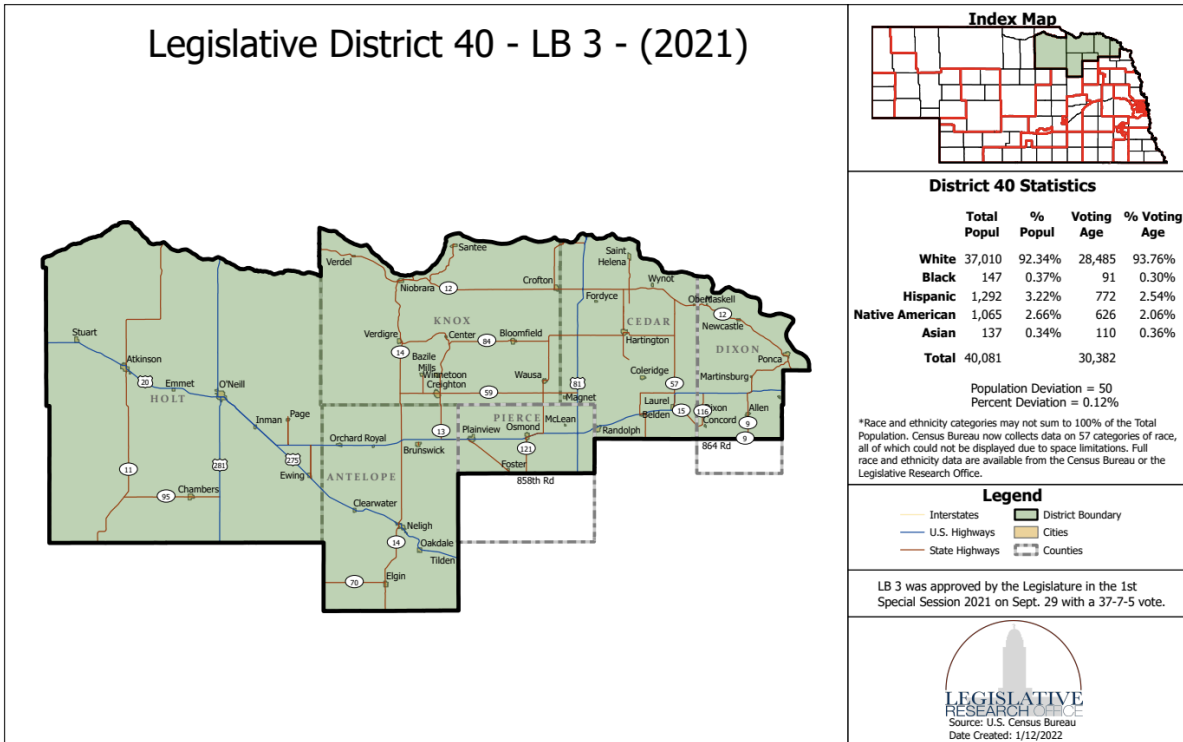 Legislative District 40 - LB 3 - (2021)
Index Map
District 40 Statistics
Total Popul % Popul Voting Age % Voting Age
White 37,010 92.34% 28,485 93.76%
Black 147 0.37% 91 0.30%
Hispanic 1,292 3.22% 772 2.54%
Native American 1,065 2.66% 626 2.06%
Asian 137 0.34% 110 0.36%
Total 40,081 30,382
Population Deviation = 50
Percent Deviation = 0.12%
*Race and ethnicity categories may not sum to 100% of the Total
Population. Census Bureau now collects data on 57 categories of race,
all of which could not be displayed due to space limitations. Full
race and ethnicity data are available from the Census Bureau or the
Legislative Research Office.
Legend
Interstates
District Boundary
U.S. Highways
Cities
State Highways
Counties
LB 3 was approved by the Legislature in the 1st
Special Session 2021 on Sept. 29 with a 37-7-5 vote.
LEGISLATIVE
RESEARCH OFFICE
Source: U.S. Census Bureau
Date Created: 1/12/2022
Santee
Saint
Helena
Verdel
Crofton
Wynot
Niobrara
12
Fordyce
Obert
Maskell
12
Newcastle
KNOX
CEDAR
Stuart
Verdigre
Center
84
Bloomfield
Hartington
DIXON
14
Bazile
Mills
Ponca
Atkinson
Winnetoon
Coleridge
Martinsburg
20
Emmet
O'Neill
Creighton
59
Wausa
81
57
HOLT
Magnet
Laurel
Dixon
Allen
Page
PIERCE
Belden
15
116
Concord
Inman
13
Plainview
Osmond
McLean
Randolph
9
Orchard
Royal
Brunswick
121
9
864 Rd
11
281
275
Foster
Ewing
ANTELOPE
858th Rd
95
Chambers
Clearwater
Neligh
14
Oakdale
Tilden
70
Elgin